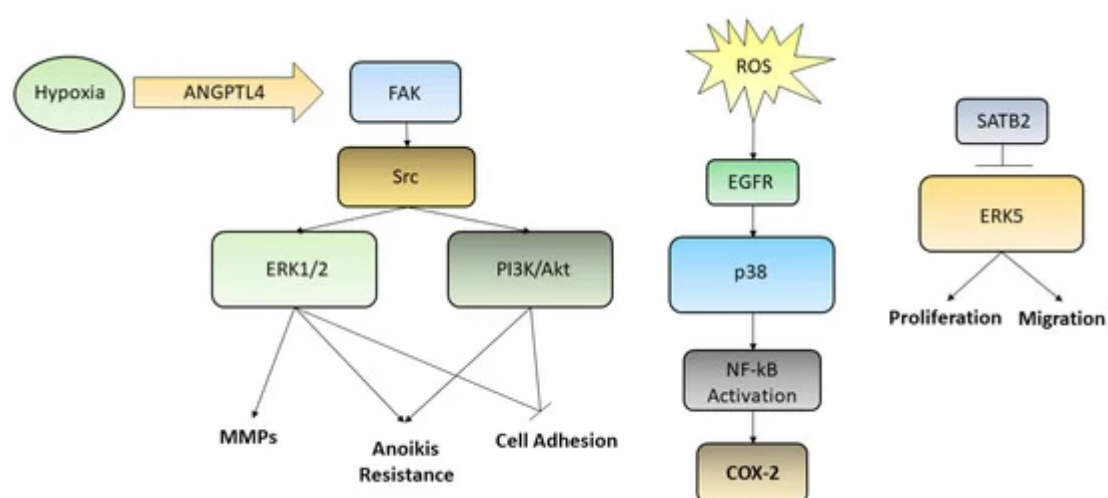 Hypoxia
ANGPTL4
FAK
Src
ERK1/2
PI3K/Akt
MMPs
Anoikis
Resistance
Cell Adhesion
ROS
EGFR
p38
NF-kB
Activation
COX-2
SATB2
ERK5
Proliferation
Migration